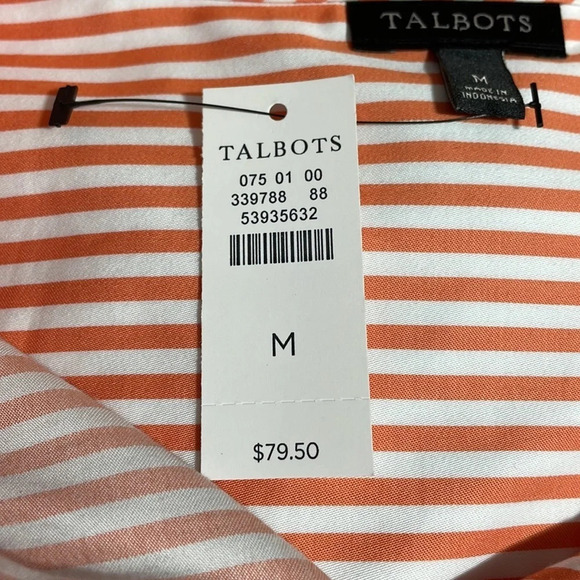 TALBOTS
M
MADE IN
INDONESIA
TALBOTS
075 01 00
339788 88
53935632
M
$79.50